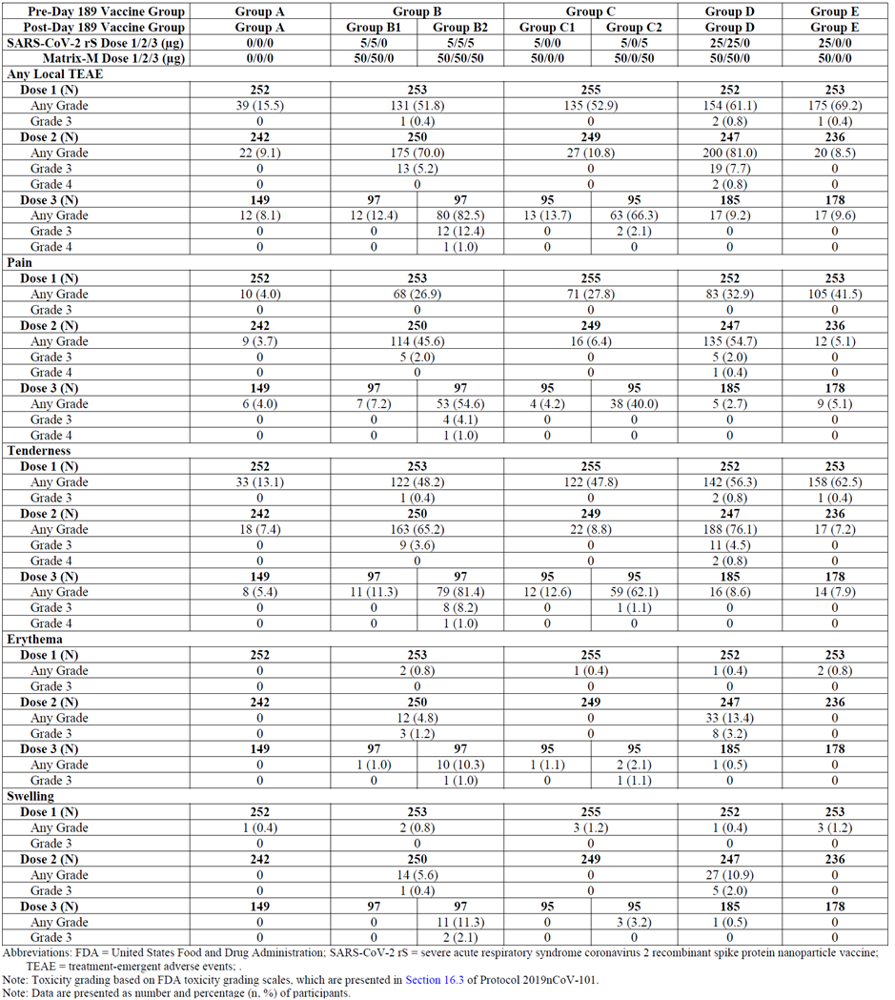 Pre-Day 189 Vaccine Group Group A Group B Group C Group D Group E
Post-Day 189 Vaccine Group Group A Group B1 Group B2 Group C1 Group C2 Group D Group E
SARS-CoV-2 rS Dose 1/2/3 (µg) 0/0/0 5/5/0 5/5/5 5/0/0 5/0/5 25/25/0 25/0/0
Matrix-M Dose 1/2/3 (µg) 0/0/0 50/50/0 50/50/50 50/0/0 50/0/50 50/50/0 50/0/0
Any Local TEAE
Dose 1 (N) 252 253 255 252 253
Any Grade 39 (15.5) 131 (51.8) 135 (52.9) 154 (61.1) 175 (69.2)
Grade 3 0 1 (0.4) 0 2 (0.8) 1 (0.4)
Dose 2 (N) 242 250 249 247 236
Any Grade 22 (9.1) 175 (70.0) 27 (10.8) 200 (81.0) 20 (8.5)
Grade 3 0 13 (5.2) 0 19 (7.7) 0
Grade 4 0 0 0 2 (0.8) 0
Dose 3 (N) 149 97 97 95 95 185 178
Any Grade 12 (8.1) 12 (12.4) 80 (82.5) 13 (13.7) 63 (66.3) 17 (9.2) 17 (9.6)
Grade 3 0 0 12 (12.4) 0 2 (2.1) 0 0
Grade 4 0 0 1 (1.0) 0 0 0 0
Pain
Dose 1 (N) 252 253 255 252 253
Any Grade 10 (4.0) 68 (26.9) 71 (27.8) 83 (32.9) 105 (41.5)
Grade 3 0 0 0 0 0
Dose 2 (N) 242 250 249 247 236
Any Grade 9 (3.7) 114 (45.6) 16 (6.4) 135 (54.7) 12 (5.1)
Grade 3 0 5 (2.0) 0 5 (2.0) 0
Grade 4 0 0 0 1 (0.4) 0
Dose 3 (N) 149 97 97 95 95 185 178
Any Grade 6 (4.0) 7 (7.2) 53 (54.6) 4 (4.2) 38 (40.0) 5 (2.7) 9 (5.1)
Grade 3 0 0 4 (4.1) 0 0 0 0
Grade 4 0 0 1 (1.0) 0 0 0 0
Tenderness
Dose 1 (N) 252 253 255 252 253
Any Grade 33 (13.1) 122 (48.2) 122 (47.8) 142 (56.3) 158 (62.5)
Grade 3 0 1 (0.4) 0 2 (0.8) 1 (0.4)
Dose 2 (N) 242 250 249 247 236
Any Grade 18 (7.4) 163 (65.2) 22 (8.8) 188 (76.1) 17 (7.2)
Grade 3 0 9 (3.6) 0 11 (4.5) 0
Grade 4 0 0 0 2 (0.8) 0
Dose 3 (N) 149 97 97 95 95 185 178
Any Grade 8 (5.4) 11 (11.3) 79 (81.4) 12 (12.6) 59 (62.1) 16 (8.6) 14 (7.9)
Grade 3 0 0 8 (8.2) 0 1 (1.1) 0 0
Grade 4 0 0 1 (1.0) 0 0 0 0
Erythema
Dose 1 (N) 252 253 255 252 253
Any Grade 0 2 (0.8) 1 (0.4) 1 (0.4) 2 (0.8)
Grade 3 0 0 0 0 0
Dose 2 (N) 242 250 249 247 236
Any Grade 0 12 (4.8) 0 33 (13.4) 0
Grade 3 0 3 (1.2) 0 8 (3.2) 0
Dose 3 (N) 149 97 97 95 95 185 178
Any Grade 0 1 (1.0) 10 (10.3) 1 (1.1) 2 (2.1) 1 (0.5) 0
Grade 3 0 0 1 (1.0) 0 1 (1.1) 0 0
Swelling
Dose 1 (N) 252 253 255 252 253
Any Grade 1 (0.4) 2 (0.8) 3 (1.2) 1 (0.4) 3 (1.2)
Grade 3 0 0 0 0 0
Dose 2 (N) 242 250 249 247 236
Any Grade 0 14 (5.6) 0 27 (10.9) 0
Grade 3 0 1 (0.4) 0 5 (2.0) 0
Dose 3 (N) 149 97 97 95 95 185 178
Any Grade 0 0 11 (11.3) 0 3 (3.2) 1 (0.5) 0
Grade 3 0 0 2 (2.1) 0 0 0 0
Abbreviations: FDA = United States Food and Drug Administration; SARS-CoV-2 rS = severe acute respiratory syndrome coronavirus 2 recombinant spike protein nanoparticle vaccine;
TEAE = treatment-emergent adverse events; .
Note: Toxicity grading based on FDA toxicity grading scales, which are presented in Section 16.3 of Protocol 2019nCoV-101.
Note: Data are presented as number and percentage (n, %) of participants.